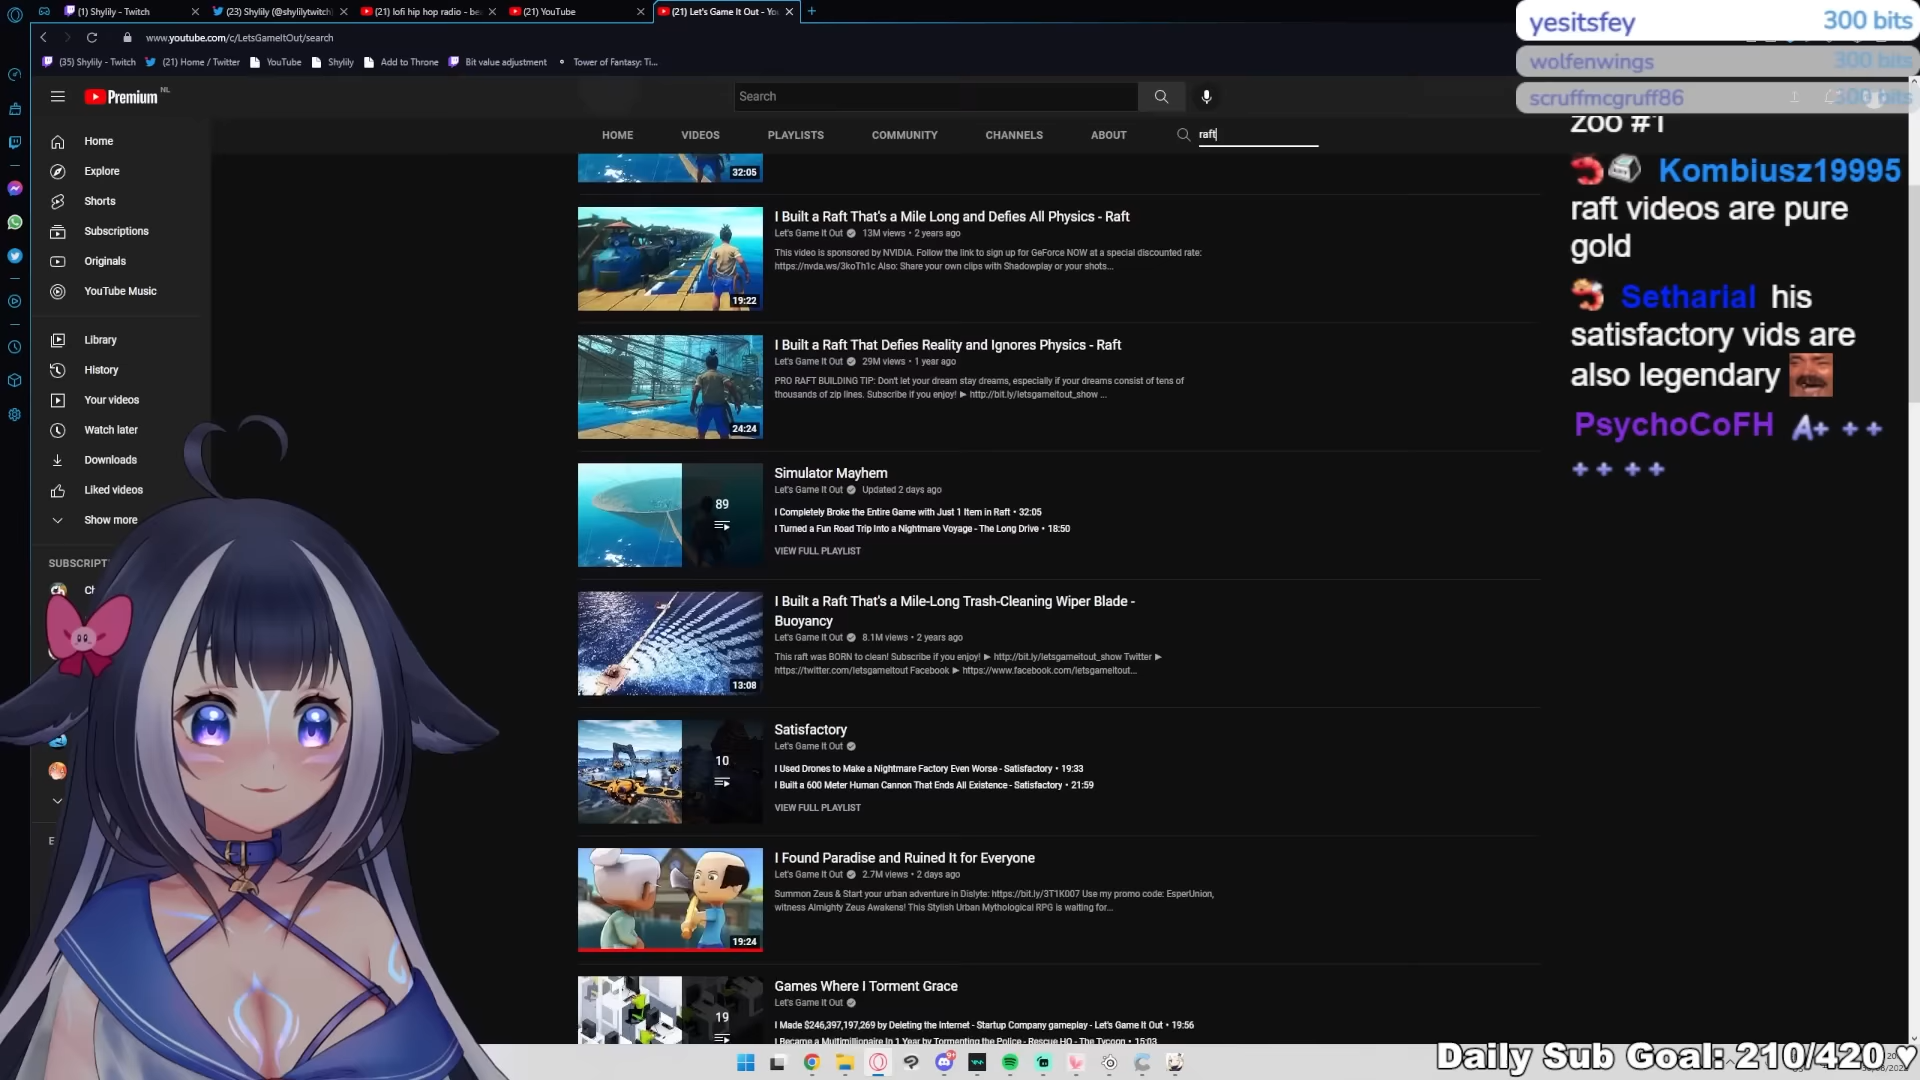 (1) Shylily - Twitch
(23) Shylily (@shylilytwitch)
(21) lofi hip hop radio - be
(21) YouTube
(21) Let's Game It Out - Yo
www.youtube.com/c/LetsGameItOut/search
(35) Shylily - Twitch
(21) Home / Twitter
YouTube
Shylily
Add to Throne
Bit value adjustment
Tower of Fantasy: Ti...
yesitsfey 300 bits
wolfenwings 300 bits
scruffmcgruff86 300 bits
Premium NL
Search
HOME VIDEOS PLAYLISTS COMMUNITY CHANNELS ABOUT raft
Home
Explore
Shorts
Subscriptions
Originals
YouTube Music
Library
History
Your videos
Watch later
Downloads
Liked videos
Show more
SUBSCRIPT
32:05
I Built a Raft That's a Mile Long and Defies All Physics - Raft
Let's Game It Out 13M views • 2 years ago
This video is sponsored by NVIDIA. Follow the link to sign up for GeForce NOW at a special discounted rate:
https://nvda.ws/3koTh1c Also: Share your own clips with Shadowplay or your shots...
19:22
I Built a Raft That Defies Reality and Ignores Physics - Raft
Let's Game It Out 29M views • 1 year ago
PRO RAFT BUILDING TIP: Don't let your dream stay dreams, especially if your dreams consist of tens of
thousands of zip lines. Subscribe if you enjoy! ► http://bit.ly/letsgameitout_show ...
24:24
Simulator Mayhem
Let's Game It Out Updated 2 days ago
89
I Completely Broke the Entire Game with Just 1 Item in Raft • 32:05
I Turned a Fun Road Trip Into a Nightmare Voyage - The Long Drive • 18:50
VIEW FULL PLAYLIST
I Built a Raft That's a Mile-Long Trash-Cleaning Wiper Blade -
Buoyancy
Let's Game It Out 8.1M views • 2 years ago
This raft was BORN to clean! Subscribe if you enjoy! ► http://bit.ly/letsgameitout_show Twitter ►
https://twitter.com/letsgameitout Facebook ► https://www.facebook.com/letsgameitout...
13:08
Satisfactory
Let's Game It Out
10
I Used Drones to Make a Nightmare Factory Even Worse - Satisfactory • 19:33
I Built a 600 Meter Human Cannon That Ends All Existence - Satisfactory • 21:59
VIEW FULL PLAYLIST
I Found Paradise and Ruined It for Everyone
Let's Game It Out 2.7M views • 2 days ago
Summon Zeus & Start your urban adventure in Dislyte: https://bit.ly/3T1K007 Use my promo code: EsperUnion,
witness Almighty Zeus Awakens! This Stylish Urban Mythological RPG is waiting for...
19:24
Games Where I Torment Grace
Let's Game It Out
19
I Made $246,397,197,269 by Deleting the Internet - Startup Company gameplay - Let's Game It Out • 19:56
I Became a Multimillionaire In 1 Year by Tormenting the Police - Rescue HQ - The Tycoon • 15:03
zoo #1
Kombiusz19995
raft videos are pure
gold
Setharial his
satisfactory vids are
also legendary
PsychoCoFH A+ + +
+ + + +
Daily Sub Goal: 210/420 ♥